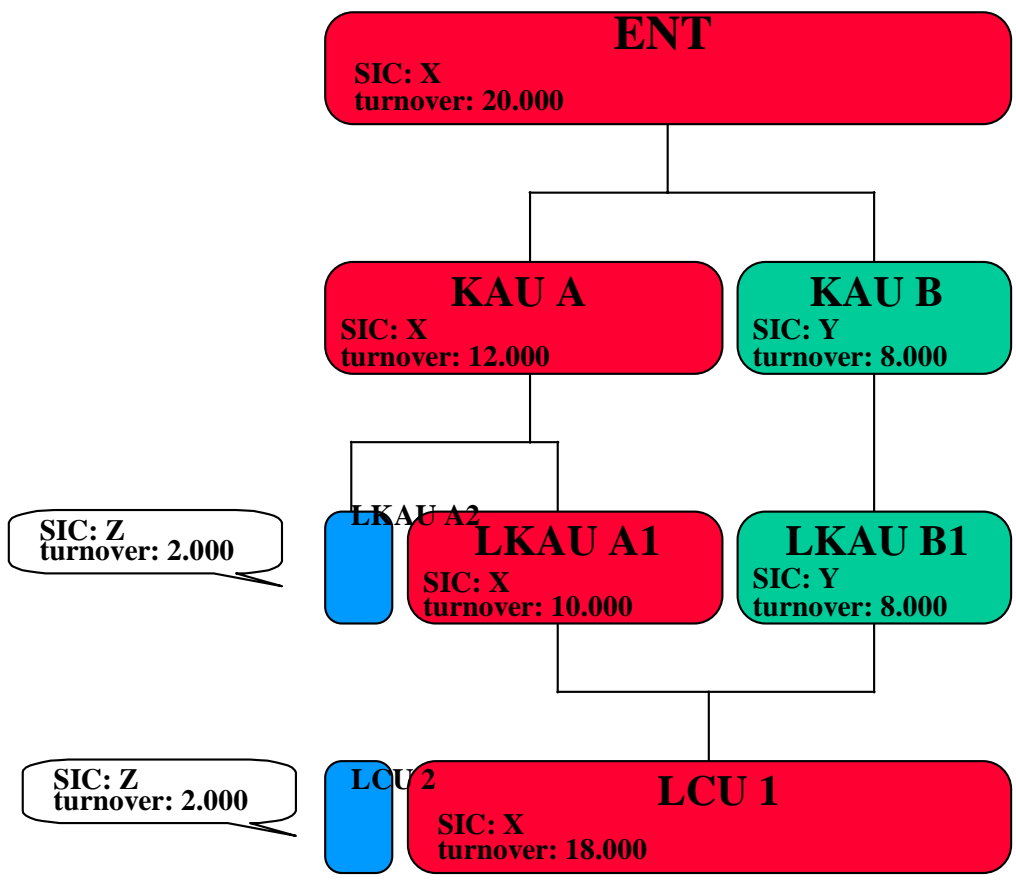 ENT
SIC: X
turnover: 20.000
KAU A
SIC: X
turnover: 12.000
KAU B
SIC: Y
turnover: 8.000
SIC: Z
turnover: 2.000
LKAU A2
LKAU A1
SIC: X
turnover: 10.000
LKAU B1
SIC: Y
turnover: 8.000
SIC: Z
turnover: 2.000
LCU 2
LCU 1
SIC: X
turnover: 18.000